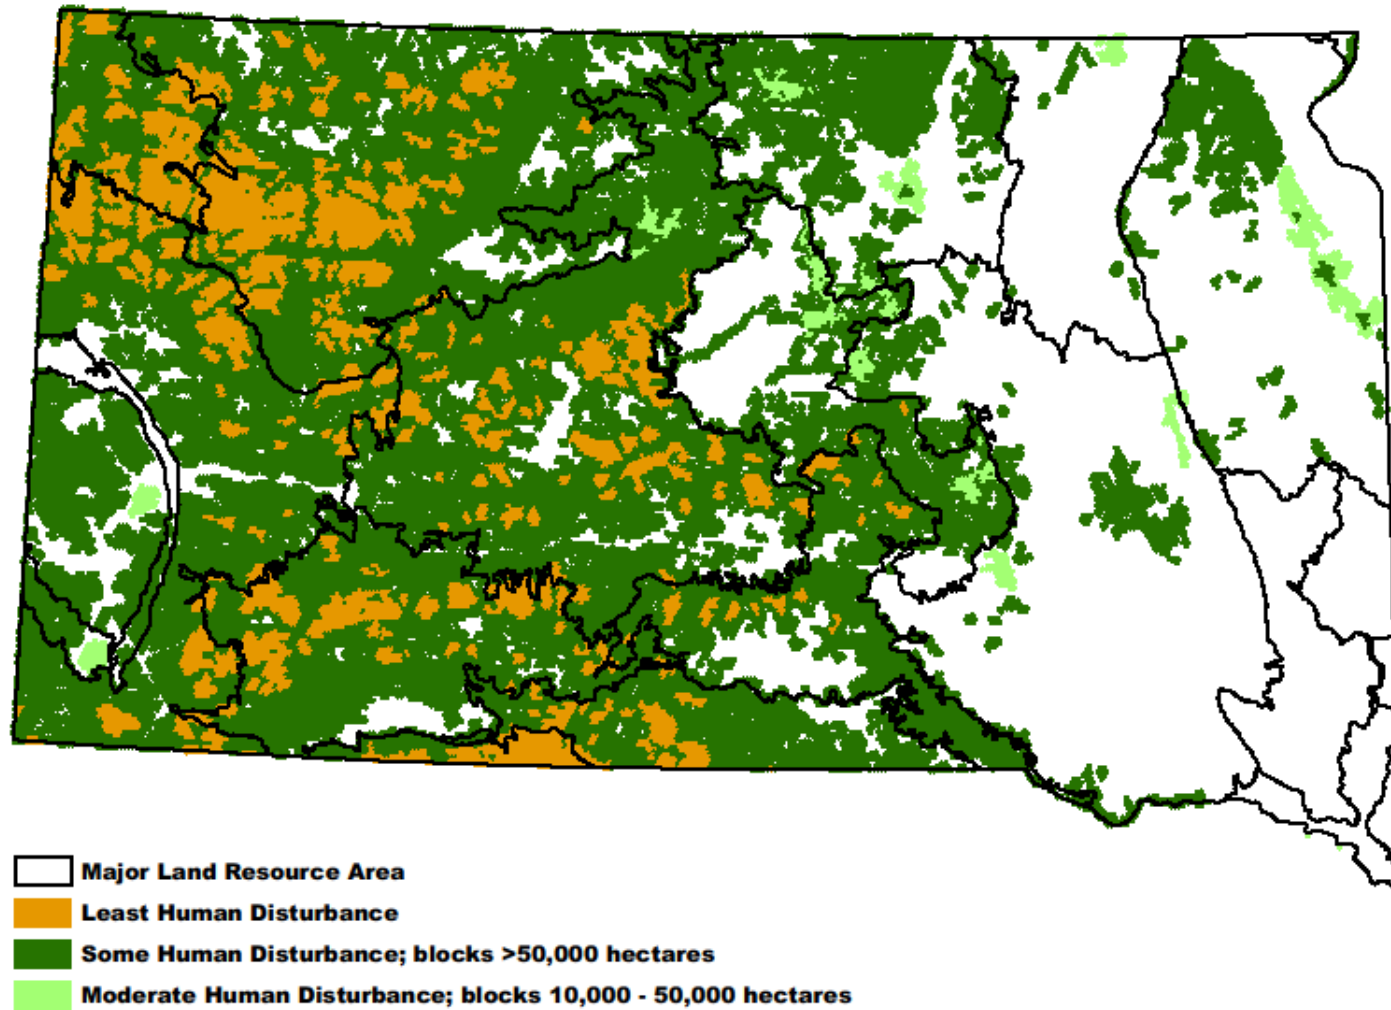 Major Land Resource Area
Least Human Disturbance
Some Human Disturbance; blocks >50,000 hectares
Moderate Human Disturbance; blocks 10,000 - 50,000 hectares